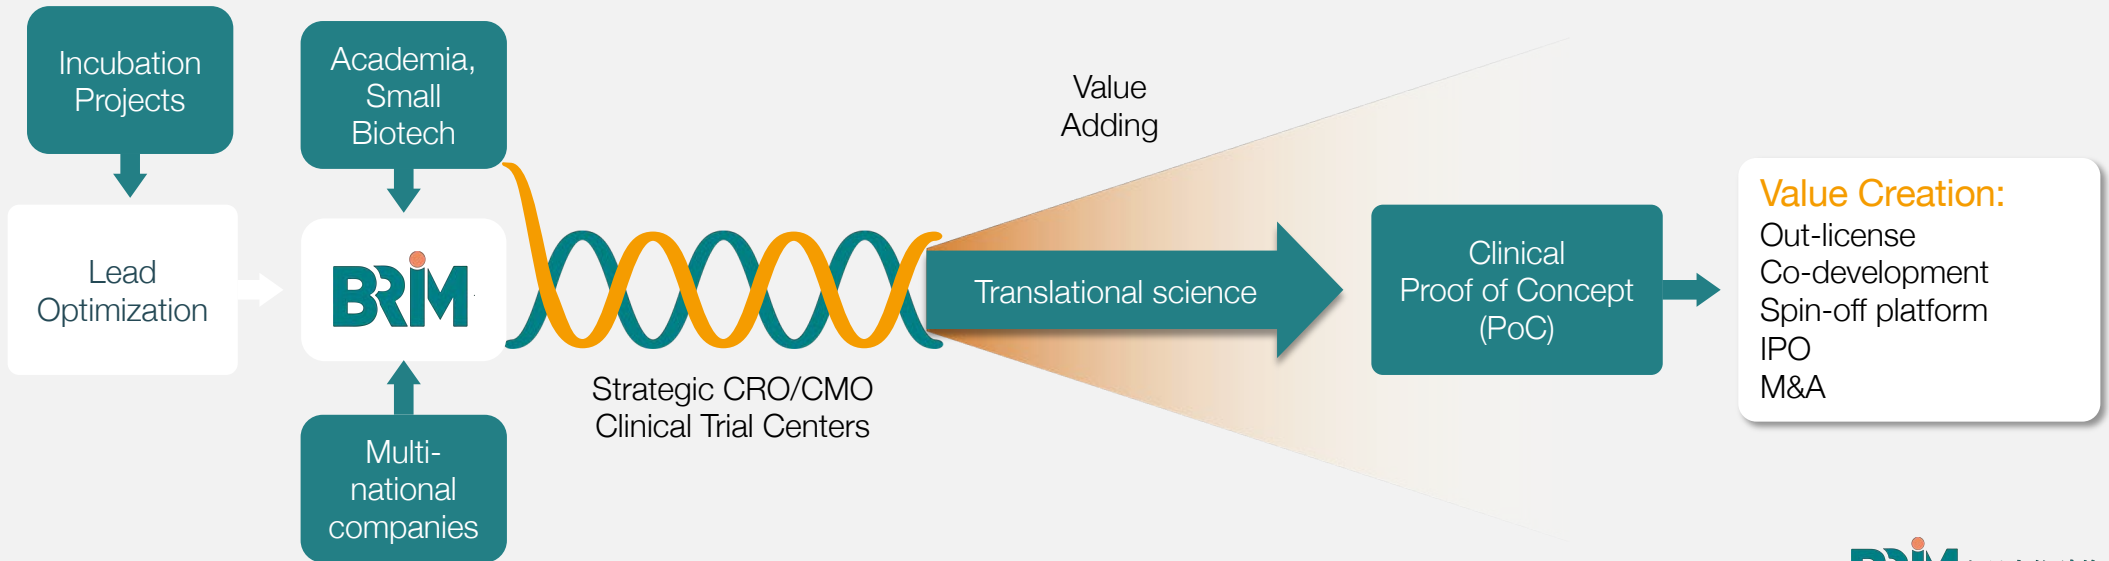 Incubation
Projects
Lead
Optimization
Academia,
Small
Biotech
BRiM
Multi-
national
companies
Strategic CRO/CMO
Clinical Trial Centers
Value
Adding
Translational science
Clinical
Proof of Concept
(PoC)
Value Creation:
Out-license
Co-development
Spin-off platform
IPO
M&A
BRiM